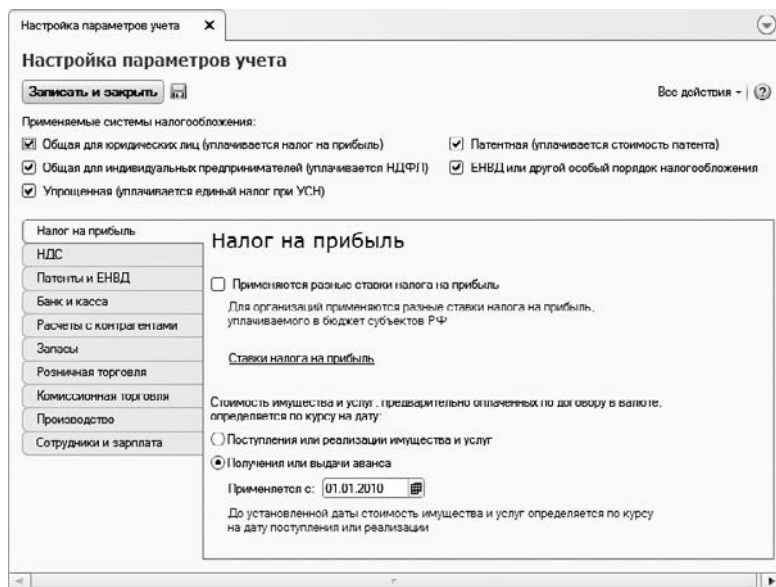 Настройка параметров учета
Настройка параметров учета
Записать и закрыть Все действия
Применяемые системы налогообложения:
Общая для юридических лиц (уплачивается налог на прибыль) Патентная (уплачивается стоимость патента)
Общая для индивидуальных предпринимателей (уплачивается НДФЛ) ЕНВД или другой особый порядок налогообложения
Упрощенная (уплачивается единый налог при УСН)
Налог на прибыль
НДС
Патенты и ЕНВД
Банк и касса
Расчеты с контрагентами
Запасы
Розничная торговля
Комиссионная торговля
Производство
Сотрудники и зарплата
Налог на прибыль
Применяются разные ставки налога на прибыль
Для организаций применяются разные ставки налога на прибыль,
уплачиваемого в бюджет субъектов РФ
Ставки налога на прибыль
Стоимость имущества и услуг, предварительно оплаченных по договору в валюте,
определяется по курсу на дату:
Поступления или реализации имущества и услуг
Получения или выдачи аванса
Применяется с: 01.01.2010
До установленной даты стоимость имущества и услуг определяется по курсу
на дату поступления или реализации